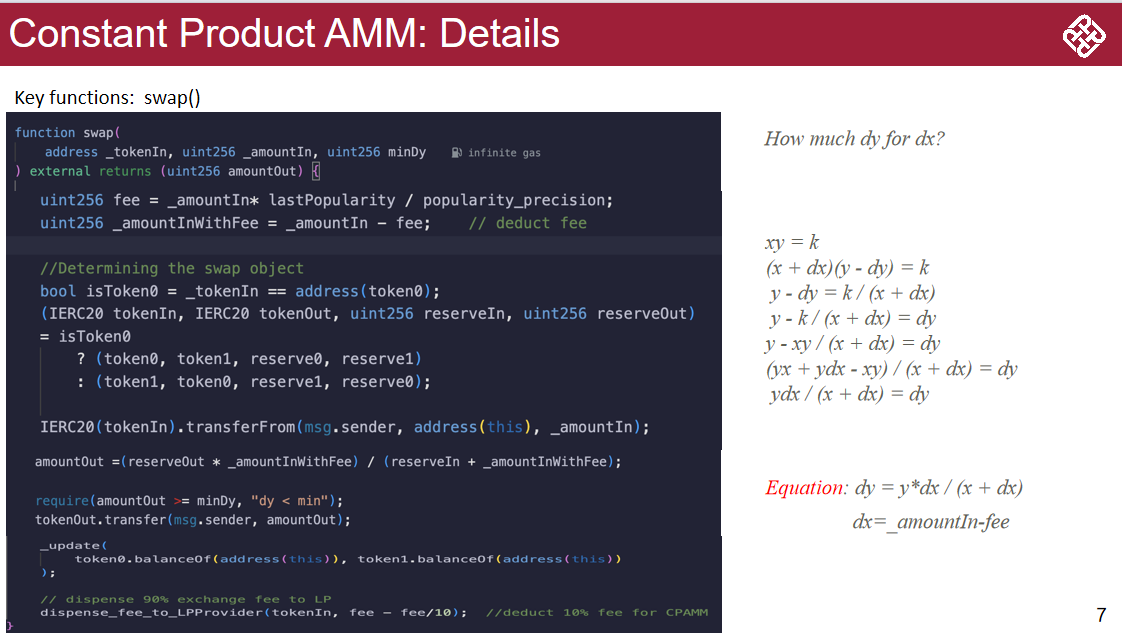 Constant Product AMM: Details
Key functions:  swap()
function swap(
address _tokenIn, uint256 _amountIn, uint256 minDy infinite gas
) external returns (uint256 amountOut) {
uint256 fee = _amountIn* lastPopularity / popularity_precision;
uint256 _amountInWithFee = _amountIn - fee; // deduct fee
//Determining the swap object
bool isToken0 = _tokenIn == address(token0);
(IERC20 tokenIn, IERC20 tokenOut, uint256 reserveIn, uint256 reserveOut)
= isToken0
? (token0, token1, reserve0, reserve1)
: (token1, token0, reserve1, reserve0);
IERC20(tokenIn).transferFrom(msg.sender, address(this), _amountIn);
amountOut =(reserveOut * _amountInWithFee) / (reserveIn + _amountInWithFee);
require(amountOut >= minDy, "dy < min");
tokenOut.transfer(msg.sender, amountOut);
_update(
token0.balanceOf(address(this)), token1.balanceOf(address(this))
);
// dispense 90% exchange fee to LP
dispense_fee_to_LPProvider(tokenIn, fee - fee/10); //deduct 10% fee for CPAMM
}
How much dy for dx?
xy = k
(x + dx)(y - dy) = k
y - dy = k / (x + dx)
y - k / (x + dx) = dy
y - xy / (x + dx) = dy
(yx + ydx - xy) / (x + dx) = dy
ydx / (x + dx) = dy
Equation: dy = y*dx / (x + dx)
dx=_amountIn-fee
7